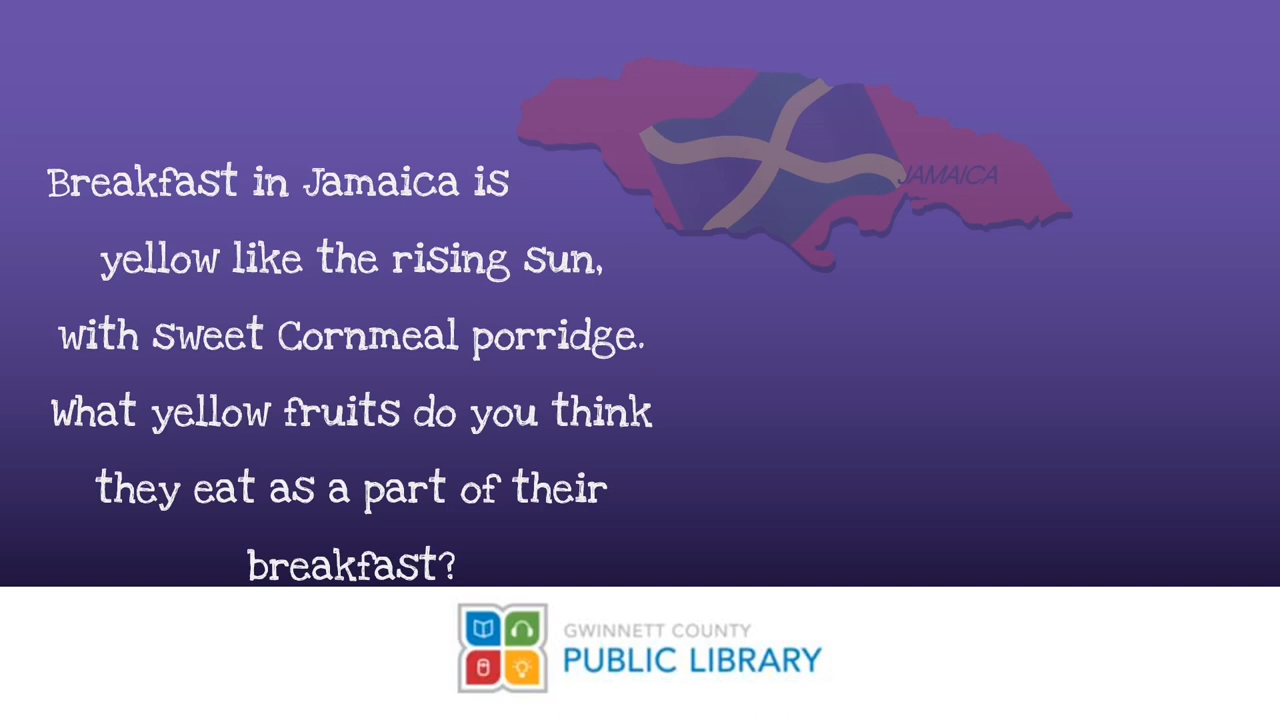 JAMAICA
Breakfast in Jamaica is
yellow like the rising sun,
with sweet Cornmeal porridge.
What yellow fruits do you think
they eat as a part of their
breakfast?
GWINNETT COUNTY
PUBLIC LIBRARY